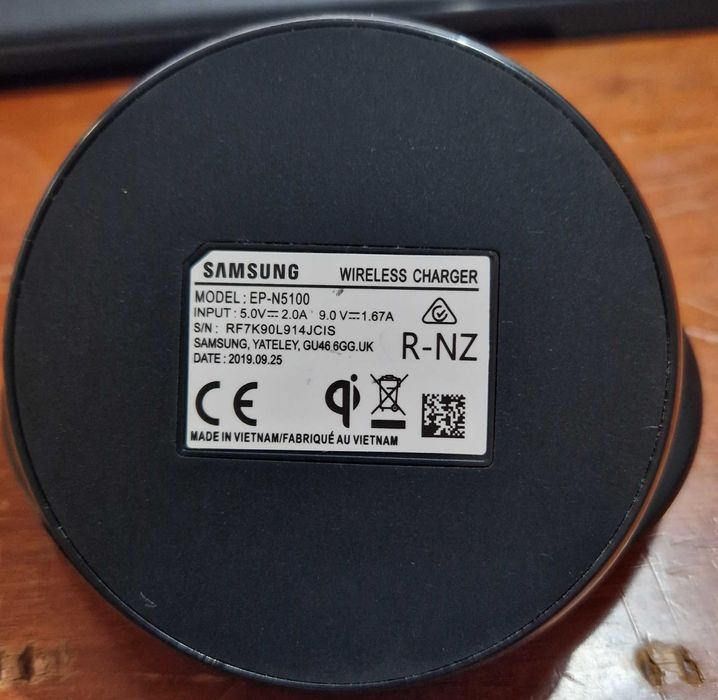 SAMSUNG WIRELESS CHARGER
MODEL : EP-N5100
INPUT : 5.0V⎓ 2.0A 9.0 V⎓1.67A
S/N : RF7K90L914JCIS
SAMSUNG, YATELEY, GU46 6GG.UK
DATE : 2019.09.25
R-NZ
CE qi
MADE IN VIETNAM/FABRIQUÉ AU VIETNAM